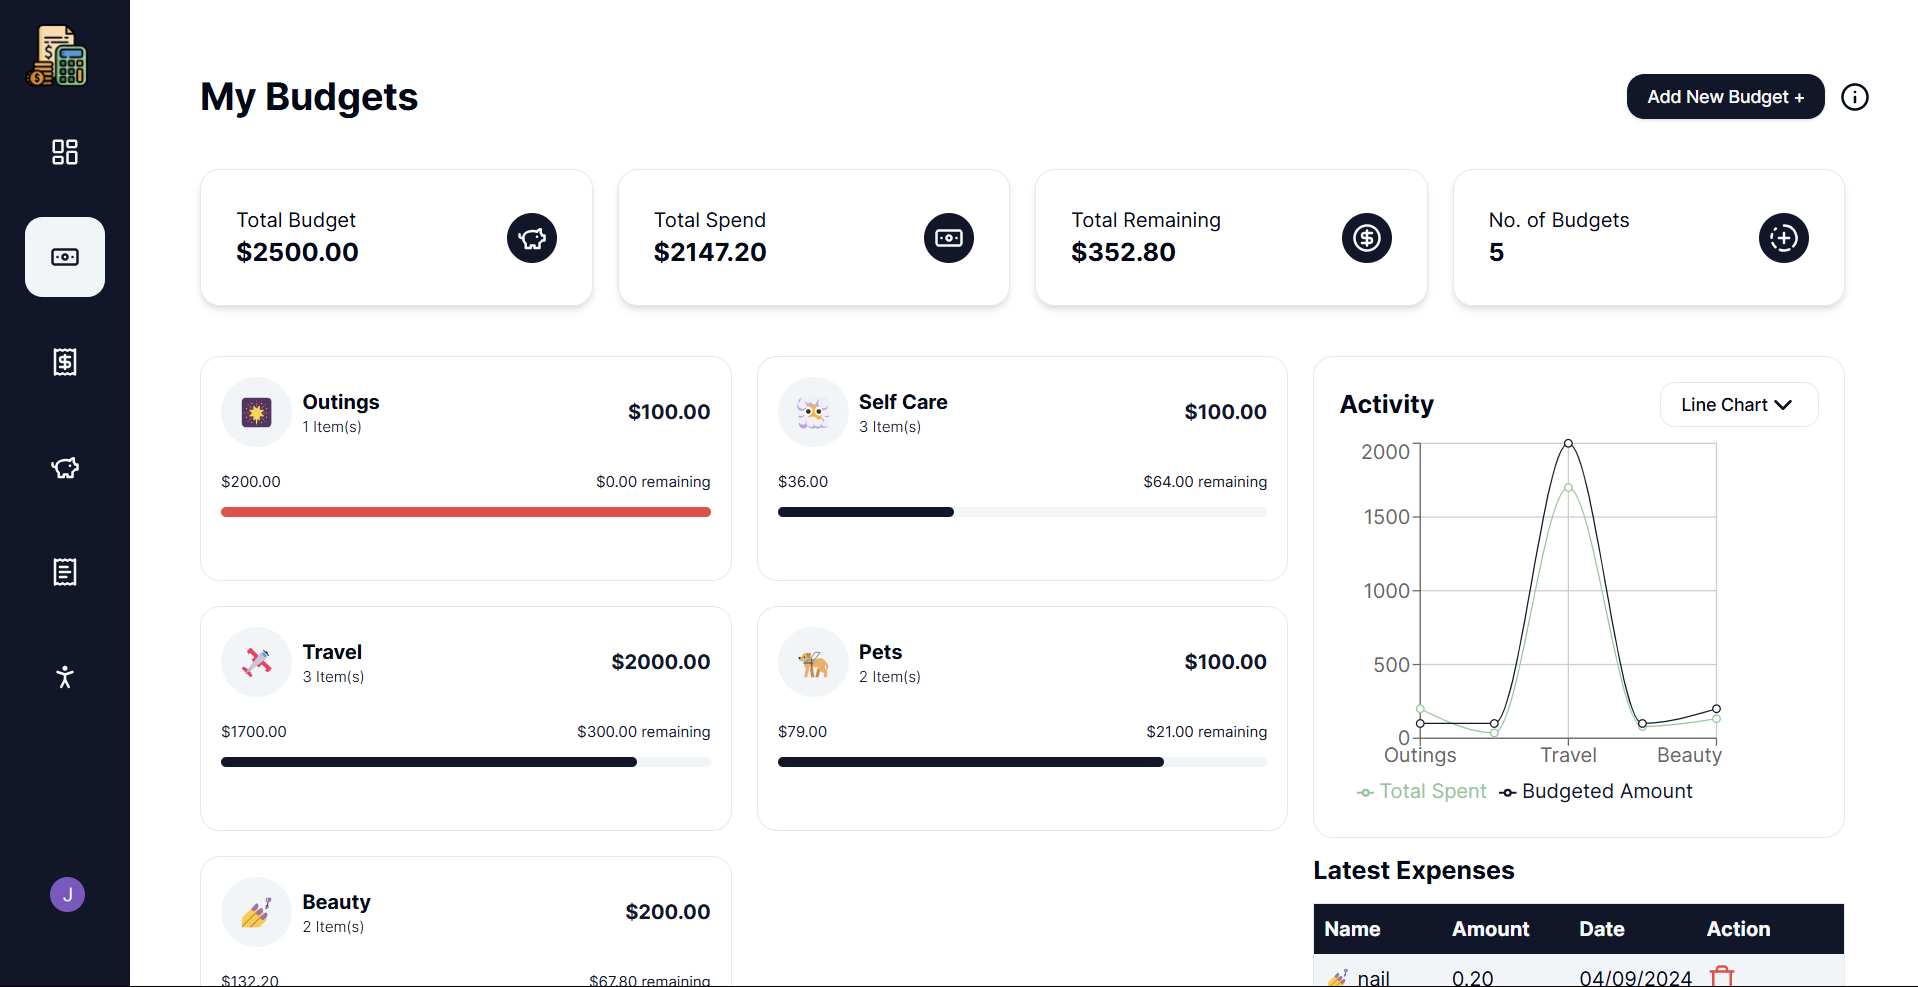 My Budgets
Add New Budget +
Total Budget
$2500.00
Total Spend
$2147.20
Total Remaining
$352.80
No. of Budgets
5
Outings
1 Item(s)
$100.00
$200.00
$0.00 remaining
Self Care
3 Item(s)
$100.00
$36.00
$64.00 remaining
Travel
3 Item(s)
$2000.00
$1700.00
$300.00 remaining
Pets
2 Item(s)
$100.00
$79.00
$21.00 remaining
Beauty
2 Item(s)
$200.00
$132.20
$67.80 remaining
Activity
Line Chart
2000
1500
1000
500
0
Outings Travel Beauty
Total Spent Budgeted Amount
Latest Expenses
Name Amount Date Action
nail 0.20 04/09/2024
J